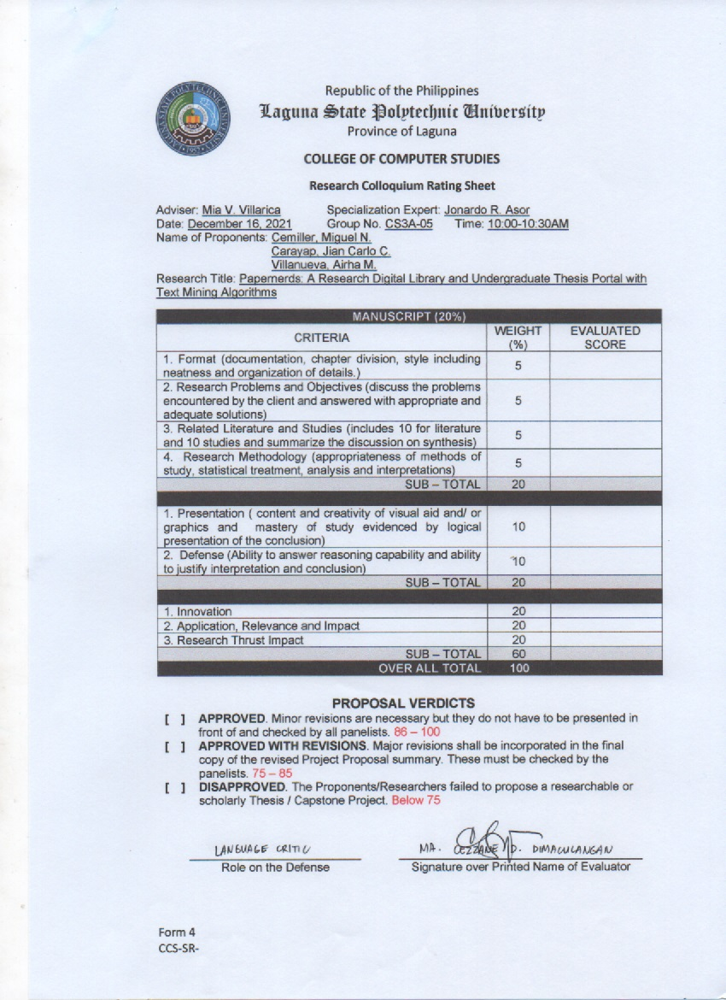 Republic of the Philippines
Laguna State Polytechnic University
Province of Laguna
COLLEGE OF COMPUTER STUDIES
Research Colloquium Rating Sheet
Adviser: Mia V. Villarica Specialization Expert: Jonardo R. Asor
Date: December 16, 2021 Group No. CS3A-05 Time: 10:00-10:30AM
Name of Proponents: Cemiller, Miguel N.
Carayap, Jian Carlo C.
Villanueva, Airha M.
Research Title: Papemerds: A Research Digital Library and Undergraduate Thesis Portal with
Text Mining Algorithms
MANUSCRIPT (20%)
CRITERIA WEIGHT (%) EVALUATED SCORE
1. Format (documentation, chapter division, style including
neatness and organization of details.) 5
2. Research Problems and Objectives (discuss the problems
encountered by the client and answered with appropriate and
adequate solutions) 5
3. Related Literature and Studies (includes 10 for literature
and 10 studies and summarize the discussion on synthesis) 5
4. Research Methodology (appropriateness of methods of
study, statistical treatment, analysis and interpretations) 5
SUB – TOTAL 20
1. Presentation ( content and creativity of visual aid and/ or
graphics and mastery of study evidenced by logical
presentation of the conclusion) 10
2. Defense (Ability to answer reasoning capability and ability
to justify interpretation and conclusion) 10
SUB – TOTAL 20
1. Innovation 20
2. Application, Relevance and Impact 20
3. Research Thrust Impact 20
SUB – TOTAL 60
OVER ALL TOTAL 100
PROPOSAL VERDICTS
[ ] APPROVED. Minor revisions are necessary but they do not have to be presented in
front of and checked by all panelists. 86 – 100
[ ] APPROVED WITH REVISIONS. Major revisions shall be incorporated in the final
copy of the revised Project Proposal summary. These must be checked by the
panelists. 75 – 85
[ ] DISAPPROVED. The Proponents/Researchers failed to propose a researchable or
scholarly Thesis / Capstone Project. Below 75
LANGUAGE CRITIC MA. CEZZANE D. DIMACULANGAN
Role on the Defense Signature over Printed Name of Evaluator
Form 4
CCS-SR-